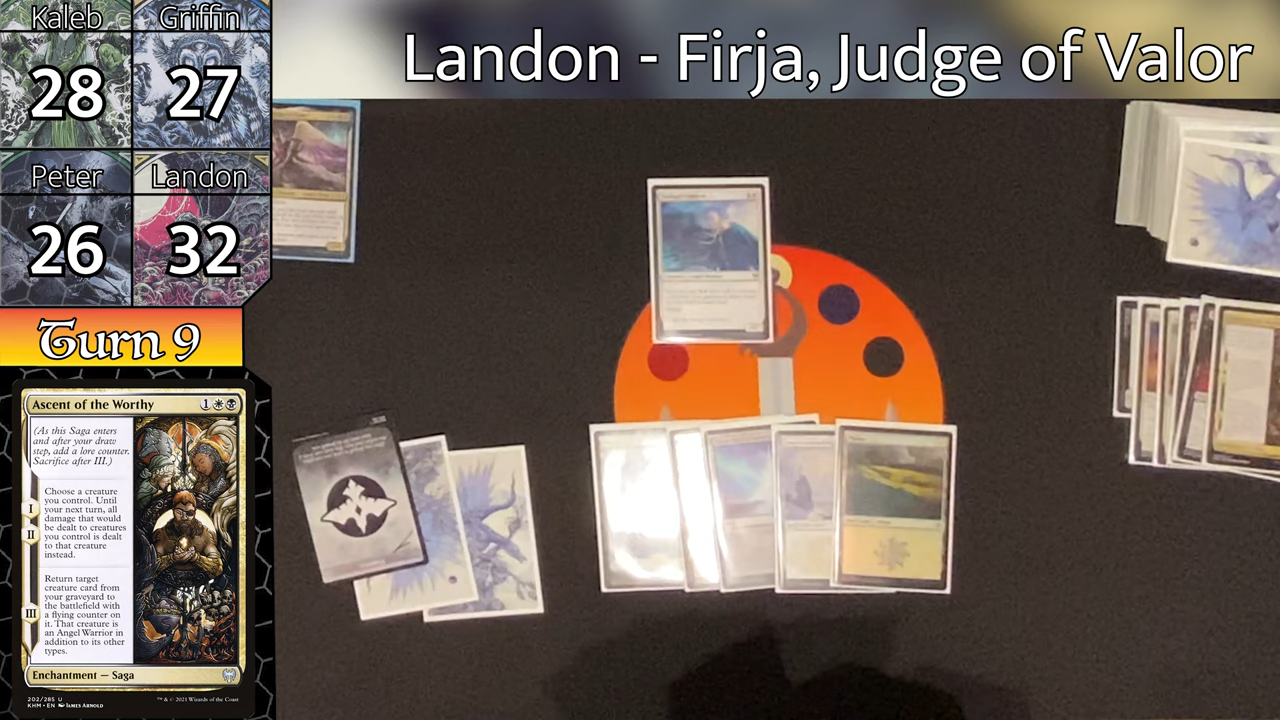 Kaleb
Griffin
28
27
Peter
Landon
26
32
Turn 9
Landon - Firja, Judge of Valor
Ascent of the Worthy 1
(As this Saga enters
and after your draw
step, add a lore counter.
Sacrifice after III.)
I
II
Choose a creature
you control. Until
your next turn, all
damage that would
be dealt to creatures
you control is dealt
to that creature
instead.
III
Return target
creature card from
your graveyard to
the battlefield with
a flying counter on
it. That creature is
an Angel Warrior in
addition to its other
types.
Enchantment — Saga
202/285 U
KHM • EN JAMES ARNOLD
™ & © 2021 Wizards of the Coast